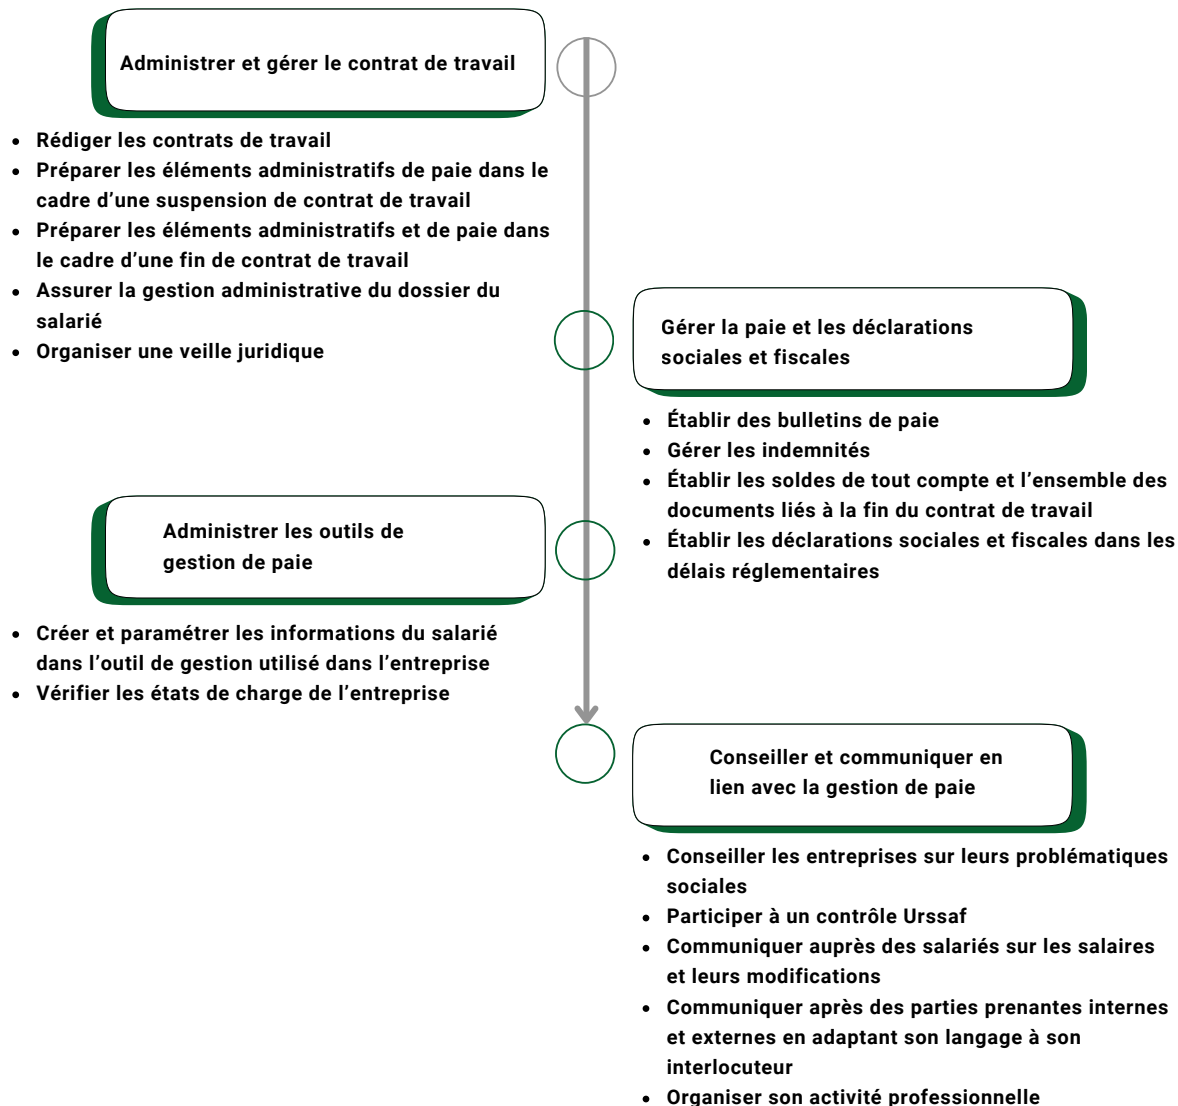 Administrer et gérer le contrat de travail
• Rédiger les contrats de travail
• Préparer les éléments administratifs de paie dans le
cadre d’une suspension de contrat de travail
• Préparer les éléments administratifs et de paie dans
le cadre d’une fin de contrat de travail
• Assurer la gestion administrative du dossier du
salarié
• Organiser une veille juridique
Gérer la paie et les déclarations
sociales et fiscales
• Établir des bulletins de paie
• Gérer les indemnités
• Établir les soldes de tout compte et l’ensemble des
documents liés à la fin du contrat de travail
• Établir les déclarations sociales et fiscales dans les
délais réglementaires
Administrer les outils de
gestion de paie
• Créer et paramétrer les informations du salarié
dans l’outil de gestion utilisé dans l’entreprise
• Vérifier les états de charge de l’entreprise
Conseiller et communiquer en
lien avec la gestion de paie
• Conseiller les entreprises sur leurs problématiques
sociales
• Participer à un contrôle Urssaf
• Communiquer auprès des salariés sur les salaires
et leurs modifications
• Communiquer après des parties prenantes internes
et externes en adaptant son langage à son
interlocuteur
• Organiser son activité professionnelle